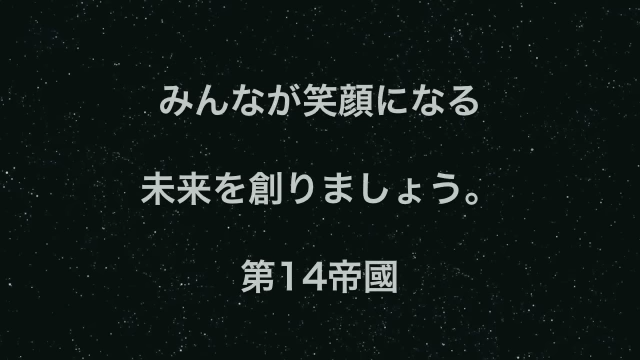 みんなが笑顔になる
未来を創りましょう。
第14帝國